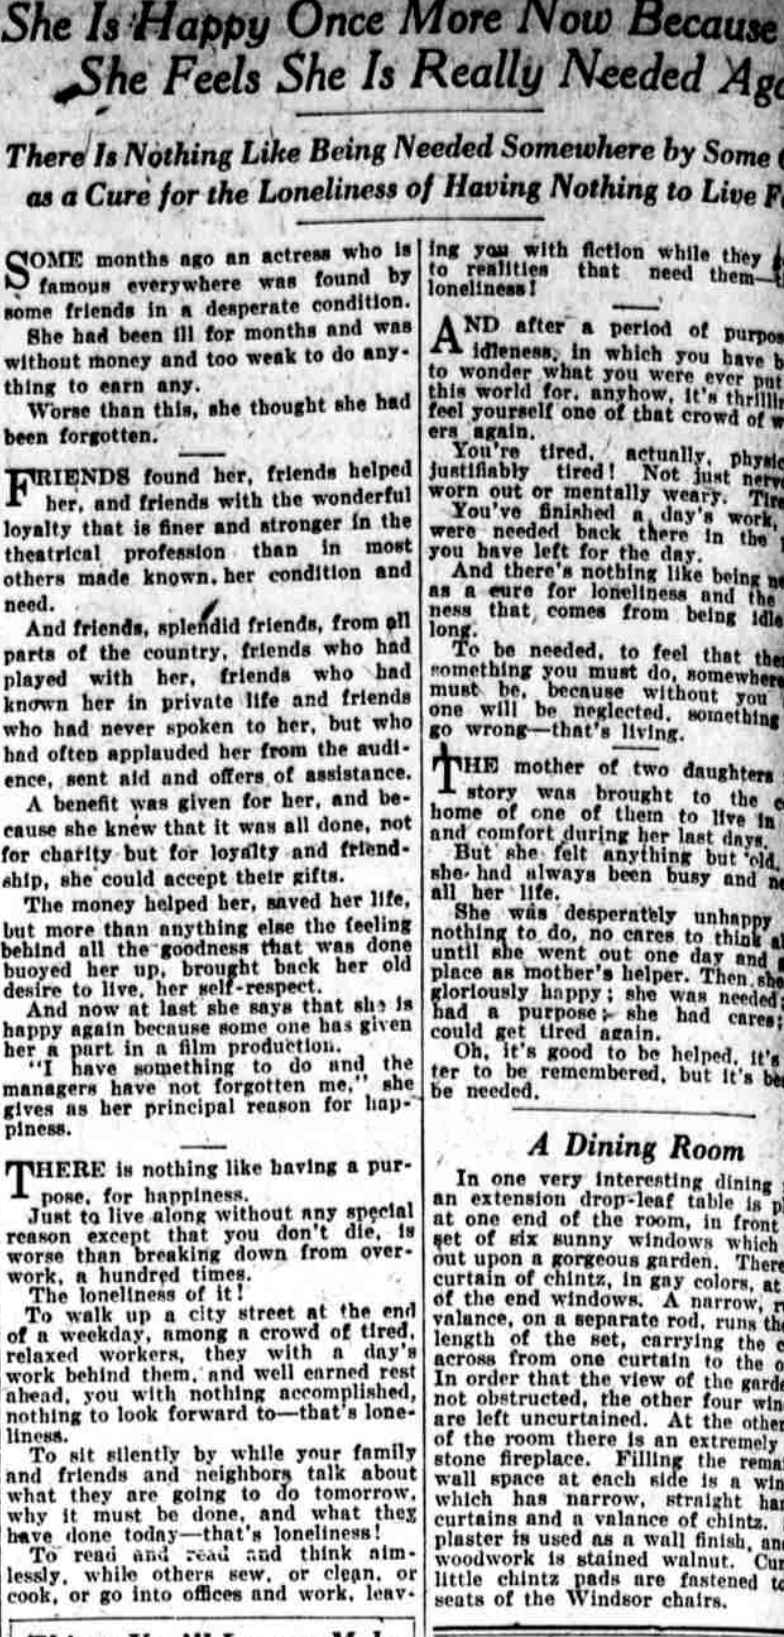 She Is Happy Once More Now Because
She Feels She Is Really Needed Aga
There Is Nothing Like Being Needed Somewhere by Some
as a Cure for the Loneliness of Having Nothing to Live F
SOME months ago an actress who is
famous everywhere was found by
some friends in a desperate condition.
She had been ill for months and was
without money and too weak to do any-
thing to earn any.
Worse than this, she thought she had
been forgotten.
FRIENDS found her, friends helped
her, and friends with the wonderful
loyalty that is finer and stronger in the
theatrical profession than in most
others made known her condition and
need.
And friends, splendid friends, from all
parts of the country, friends who had
played with her, friends who had
known her in private life and friends
who had never spoken to her, but who
had often applauded her from the audi-
ence, sent aid and offers of assistance.
A benefit was given for her, and be-
cause she knew that it was all done, not
for charity but for loyalty and friend-
ship, she could accept their gifts.
The money helped her, saved her life,
but more than anything else the feeling
behind all the goodness that was done
buoyed her up, brought back her old
desire to live, her self-respect.
And now at last she says that she is
happy again because some one has given
her a part in a film production.
"I have something to do and the
managers have not forgotten me," she
gives as her principal reason for hap-
piness.
THERE is nothing like having a pur-
pose, for happiness.
Just to live along without any special
reason except that you don't die, is
worse than breaking down from over-
work, a hundred times.
The loneliness of it!
To walk up a city street at the end
of a weekday, among a crowd of tired,
relaxed workers, they with a day's
work behind them, and well earned rest
ahead, you with nothing accomplished,
nothing to look forward to—that's lone-
liness.
To sit silently by while your family
and friends and neighbors talk about
what they are going to do tomorrow,
why it must be done, and what they
have done today—that's loneliness!
To read and read and think aim-
lessly, while others sew, or clean, or
cook, or go into offices and work, leav-
ing you with fiction while they
to realities that need them—
loneliness!
AND after a period of purpos
idleness, in which you have b
to wonder what you were ever put
this world for, anyhow, it's thrillin
feel yourself one of that crowd of w
ers again.
You're tired, actually, physic
justifiably tired! Not just nerv
worn out or mentally weary. Tir
You've finished a day's work,
were needed back there in the
you have left for the day.
And there's nothing like being ne
as a cure for loneliness and the
ness that comes from being idle
long.
To be needed, to feel that the
something you must do, somewhere
must be, because without you
one will be neglected, something
go wrong—that's living.
THE mother of two daughters
story was brought to the
home of one of them to live in
and comfort during her last days.
But she felt anything but old
she had always been busy and ne
all her life.
She was desperately unhappy
nothing to do, no cares to think a
until she went out one day and
place as mother's helper. Then she
gloriously happy; she was needed
had a purpose; she had cares;
could get tired again.
Oh, it's good to be helped, it's
ter to be remembered, but it's be
be needed.
A Dining Room
In one very interesting dining
an extension drop-leaf table is pl
at one end of the room, in front
set of six sunny windows which
out upon a gorgeous garden. There
curtain of chintz, in gay colors, at
of the end windows. A narrow,
valance, on a separate rod, runs the
length of the set, carrying the c
across from one curtain to the o
In order that the view of the garde
not obstructed, the other four win
are left uncurtained. At the other
of the room there is an extremely
stone fireplace. Filling the remai
wall space at each side is a win
which has narrow, straight ha
curtains and a valance of chintz.
plaster is used as a wall finish, an
woodwork is stained walnut. Cun
little chintz pads are fastened to
seats of the Windsor chairs.